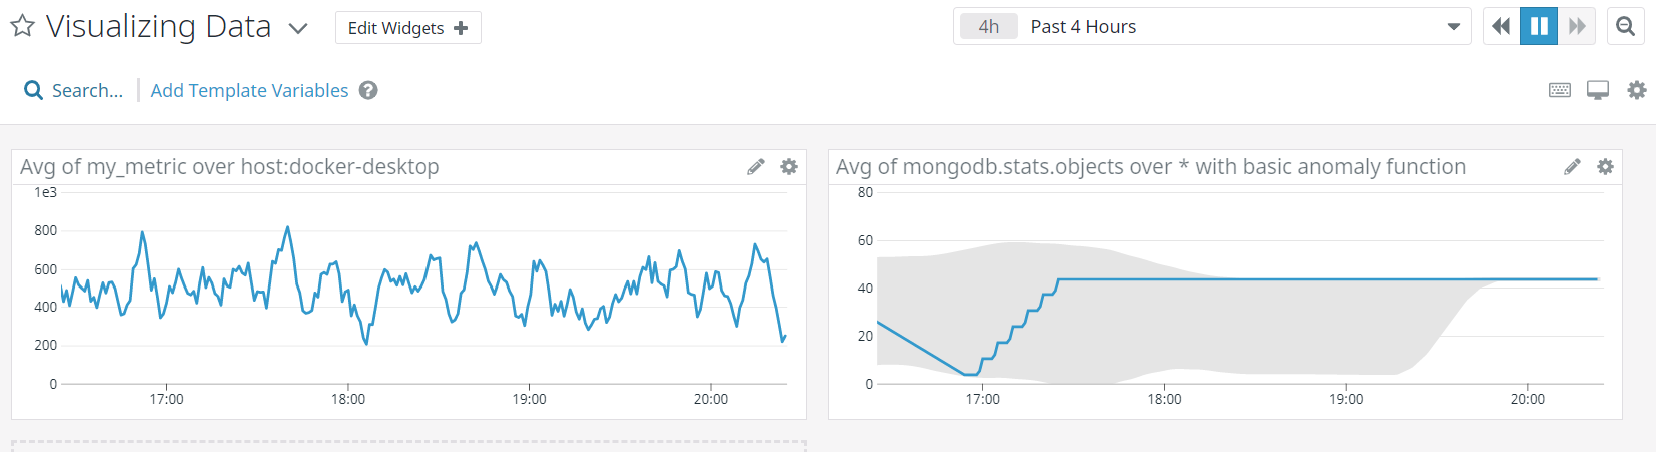 Visualizing Data
Edit Widgets
4h Past 4 Hours
Search...
Add Template Variables ?
Avg of my_metric over host:docker-desktop
1e3
800
600
400
200
0
17:00 18:00 19:00 20:00
Avg of mongodb.stats.objects over * with basic anomaly function
80
60
40
20
0
17:00 18:00 19:00 20:00